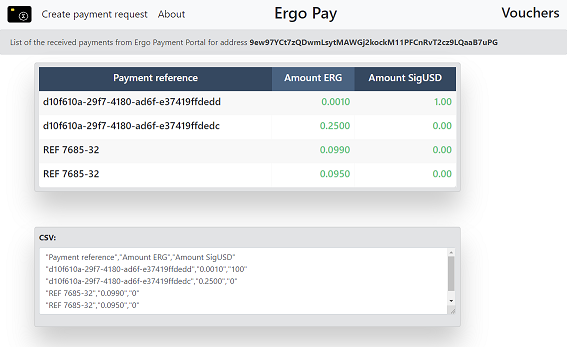 Create payment request About Ergo Pay Vouchers
List of the received payments from Ergo Payment Portal for address 9ew97YCt7zQDwmLsytMAWGj2kockM11PFCnRvT2cz9LQaaB7uPG
Payment reference Amount ERG Amount SigUSD
d10f610a-29f7-4180-ad6f-e37419ffdedd 0.0010 1.00
d10f610a-29f7-4180-ad6f-e37419ffdedc 0.2500 0.00
REF 7685-32 0.0990 0.00
REF 7685-32 0.0950 0.00
CSV:
"Payment reference","Amount ERG","Amount SigUSD"
"d10f610a-29f7-4180-ad6f-e37419ffdedd","0.0010","100"
"d10f610a-29f7-4180-ad6f-e37419ffdedc","0.2500","0"
"REF 7685-32","0.0990","0"
"REF 7685-32","0.0950","0"